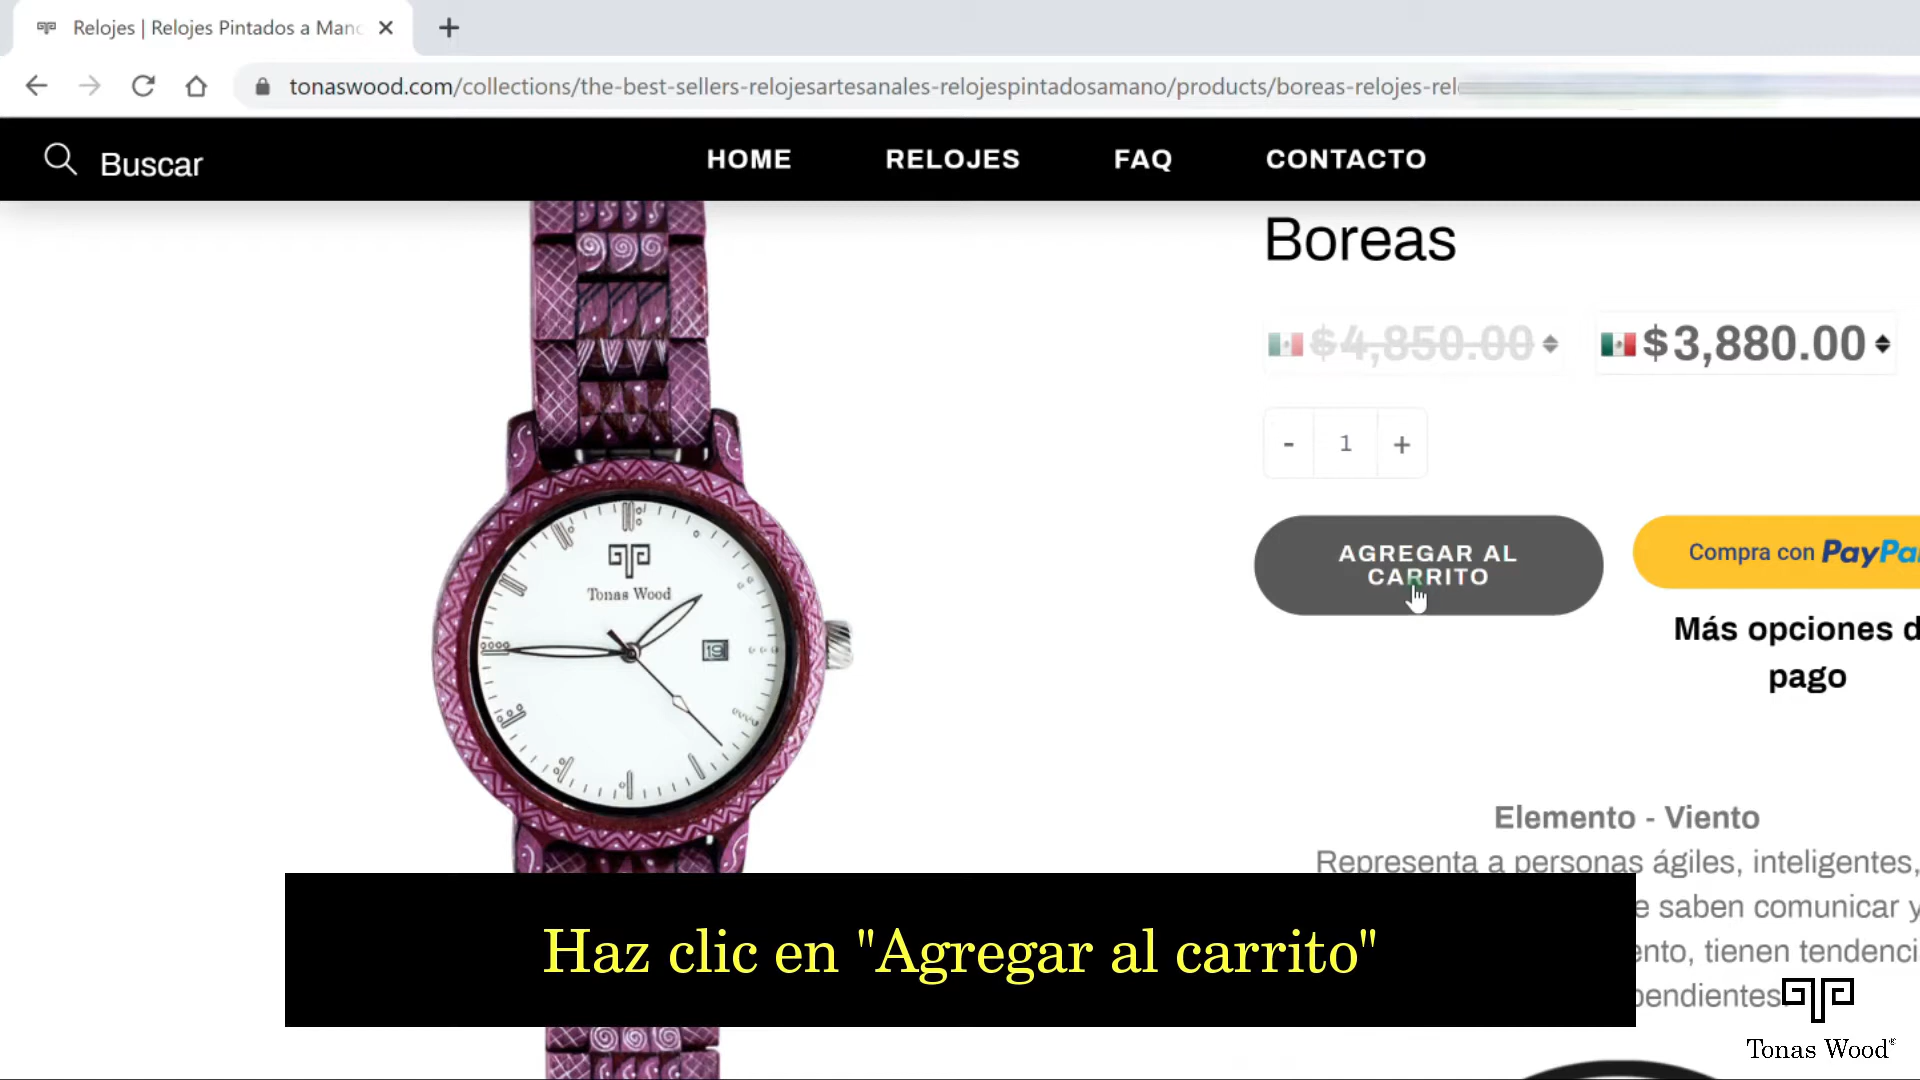 Relojes | Relojes Pintados a Mano
tonaswood.com/collections/the-best-sellers-relojesartesanales-relojespintadosamano/products/boreas-relojes-rel
Buscar
HOME
RELOJES
FAQ
CONTACTO
Boreas
$4,850.00
$3,880.00
-
1
+
AGREGAR AL
CARRITO
Compra con PayPa
Más opciones d
pago
Tonas Wood
19
Elemento - Viento
Representa a personas ágiles, inteligentes,
e saben comunicar y
ento, tienen tendenci
pendientes
Haz clic en "Agregar al carrito"
Tonas Wood